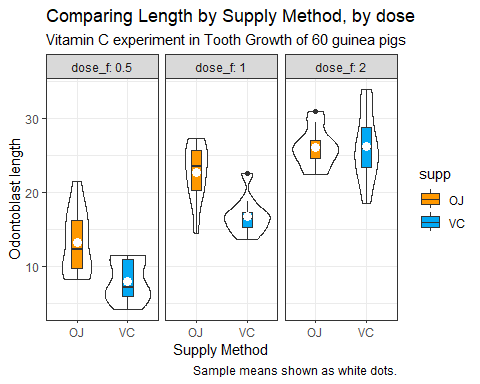 Comparing Length by Supply Method, by dose
Vitamin C experiment in Tooth Growth of 60 guinea pigs
dose_f: 0.5 dose_f: 1 dose_f: 2
Odontoblast length
30
20
10
supp
OJ
VC
OJ VC OJ VC OJ VC
Supply Method
Sample means shown as white dots.